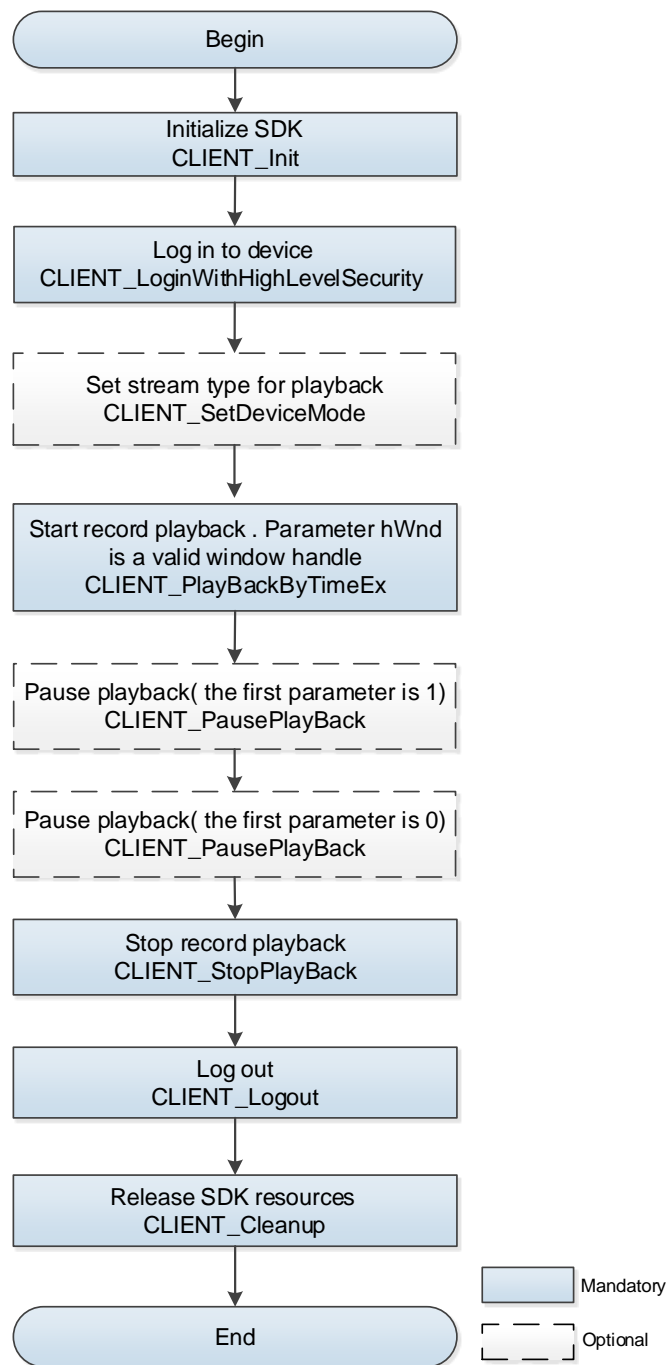 Begin
Initialize SDK
CLIENT_Init
Log in to device
CLIENT_LoginWithHighLevelSecurity
Set stream type for playback
CLIENT_SetDeviceMode
Start record playback . Parameter hWnd
is a valid window handle
CLIENT_PlayBackByTimeEx
Pause playback( the first parameter is 1)
CLIENT_PausePlayBack
Pause playback( the first parameter is 0)
CLIENT_PausePlayBack
Stop record playback
CLIENT_StopPlayBack
Log out
CLIENT_Logout
Release SDK resources
CLIENT_Cleanup
End
Mandatory
Optional